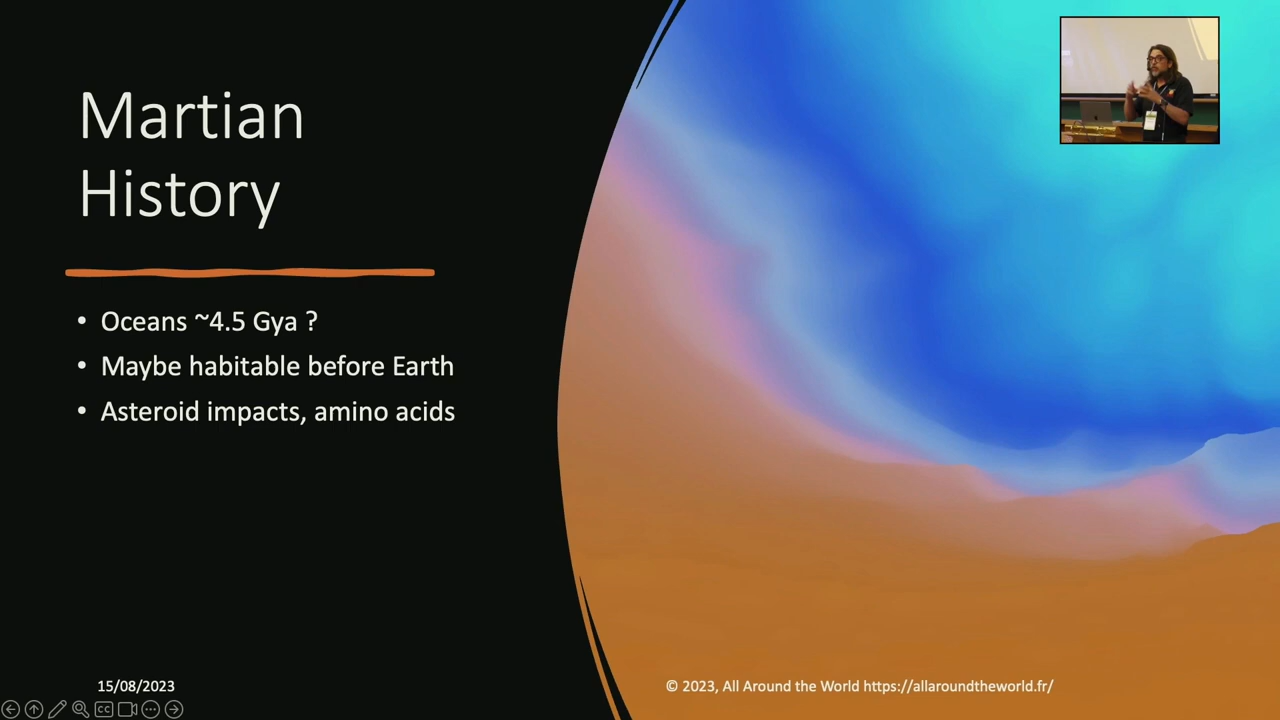 Martian
History
• Oceans ~4.5 Gya ?
• Maybe habitable before Earth
• Asteroid impacts, amino acids
15/08/2023
© 2023, All Around the World https://allaroundtheworld.fr/
CC